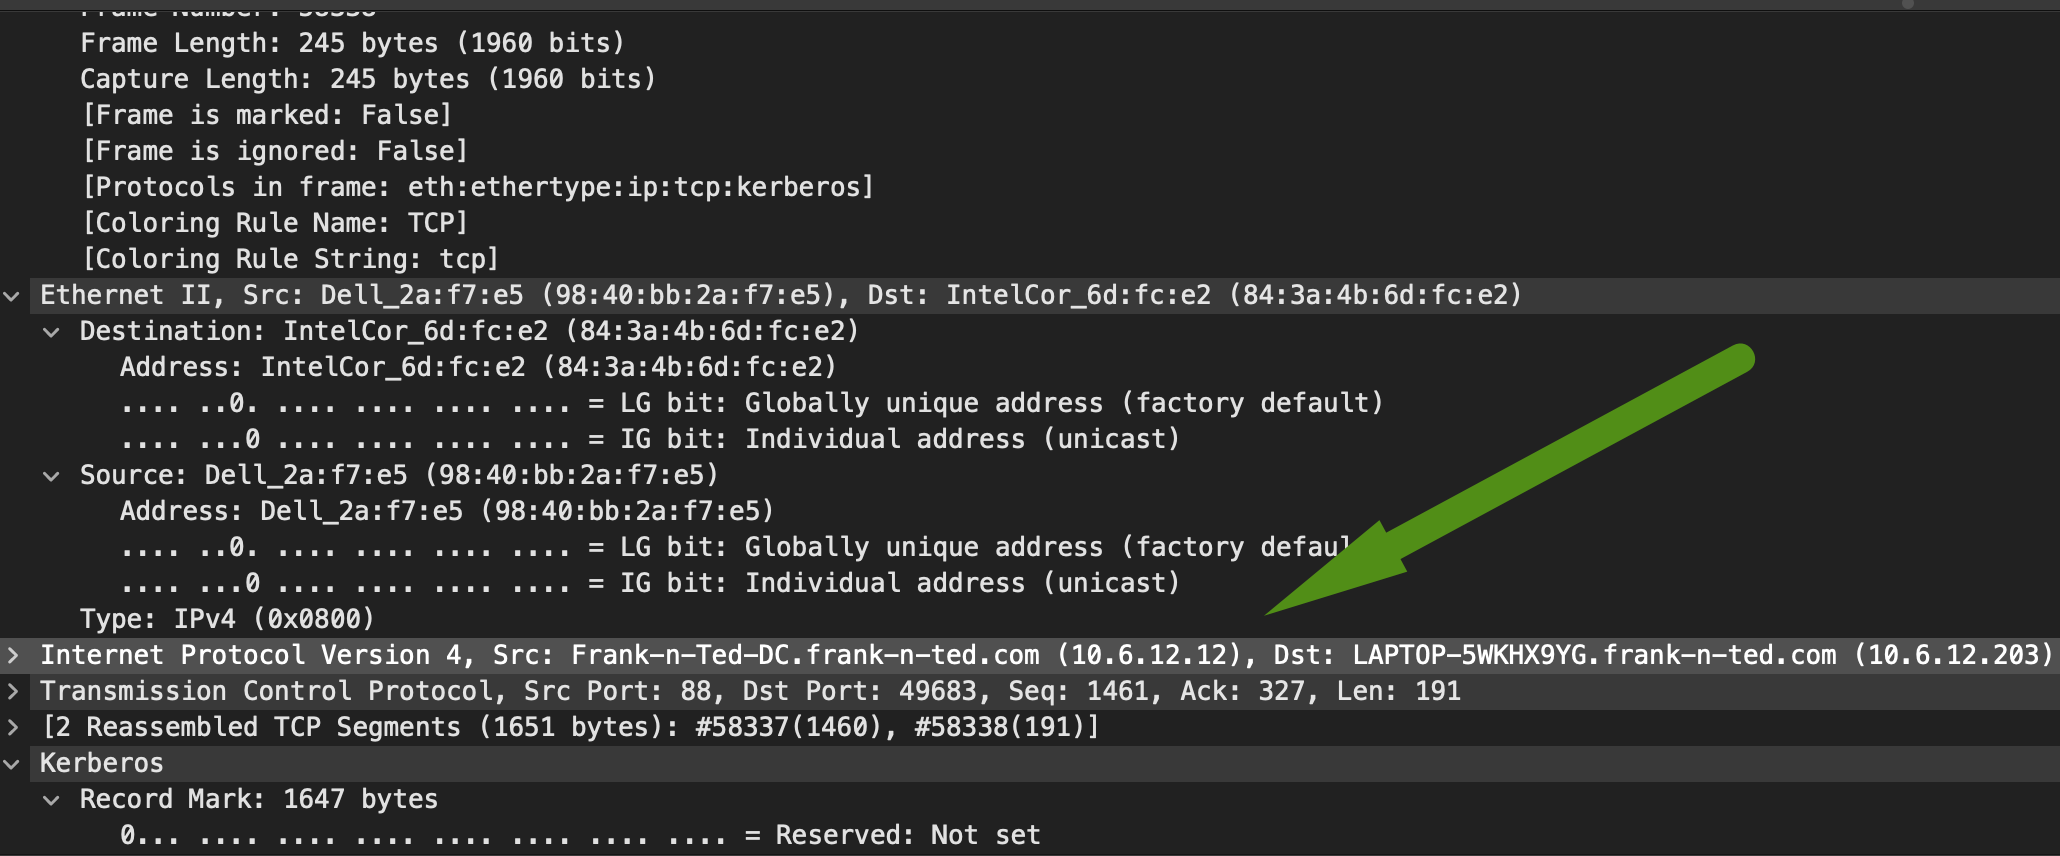 Frame Number: 58338
Frame Length: 245 bytes (1960 bits)
Capture Length: 245 bytes (1960 bits)
[Frame is marked: False]
[Frame is ignored: False]
[Protocols in frame: eth:ethertype:ip:tcp:kerberos]
[Coloring Rule Name: TCP]
[Coloring Rule String: tcp]
Ethernet II, Src: Dell_2a:f7:e5 (98:40:bb:2a:f7:e5), Dst: IntelCor_6d:fc:e2 (84:3a:4b:6d:fc:e2)
Destination: IntelCor_6d:fc:e2 (84:3a:4b:6d:fc:e2)
Address: IntelCor_6d:fc:e2 (84:3a:4b:6d:fc:e2)
.... ..0. .... .... .... .... = LG bit: Globally unique address (factory default)
.... ...0 .... .... .... .... = IG bit: Individual address (unicast)
Source: Dell_2a:f7:e5 (98:40:bb:2a:f7:e5)
Address: Dell_2a:f7:e5 (98:40:bb:2a:f7:e5)
.... ..0. .... .... .... .... = LG bit: Globally unique address (factory defaul
.... ...0 .... .... .... .... = IG bit: Individual address (unicast)
Type: IPv4 (0x0800)
Internet Protocol Version 4, Src: Frank-n-Ted-DC.frank-n-ted.com (10.6.12.12), Dst: LAPTOP-5WKHX9YG.frank-n-ted.com (10.6.12.203)
Transmission Control Protocol, Src Port: 88, Dst Port: 49683, Seq: 1461, Ack: 327, Len: 191
[2 Reassembled TCP Segments (1651 bytes): #58337(1460), #58338(191)]
Kerberos
Record Mark: 1647 bytes
0... .... .... .... .... .... .... .... = Reserved: Not set